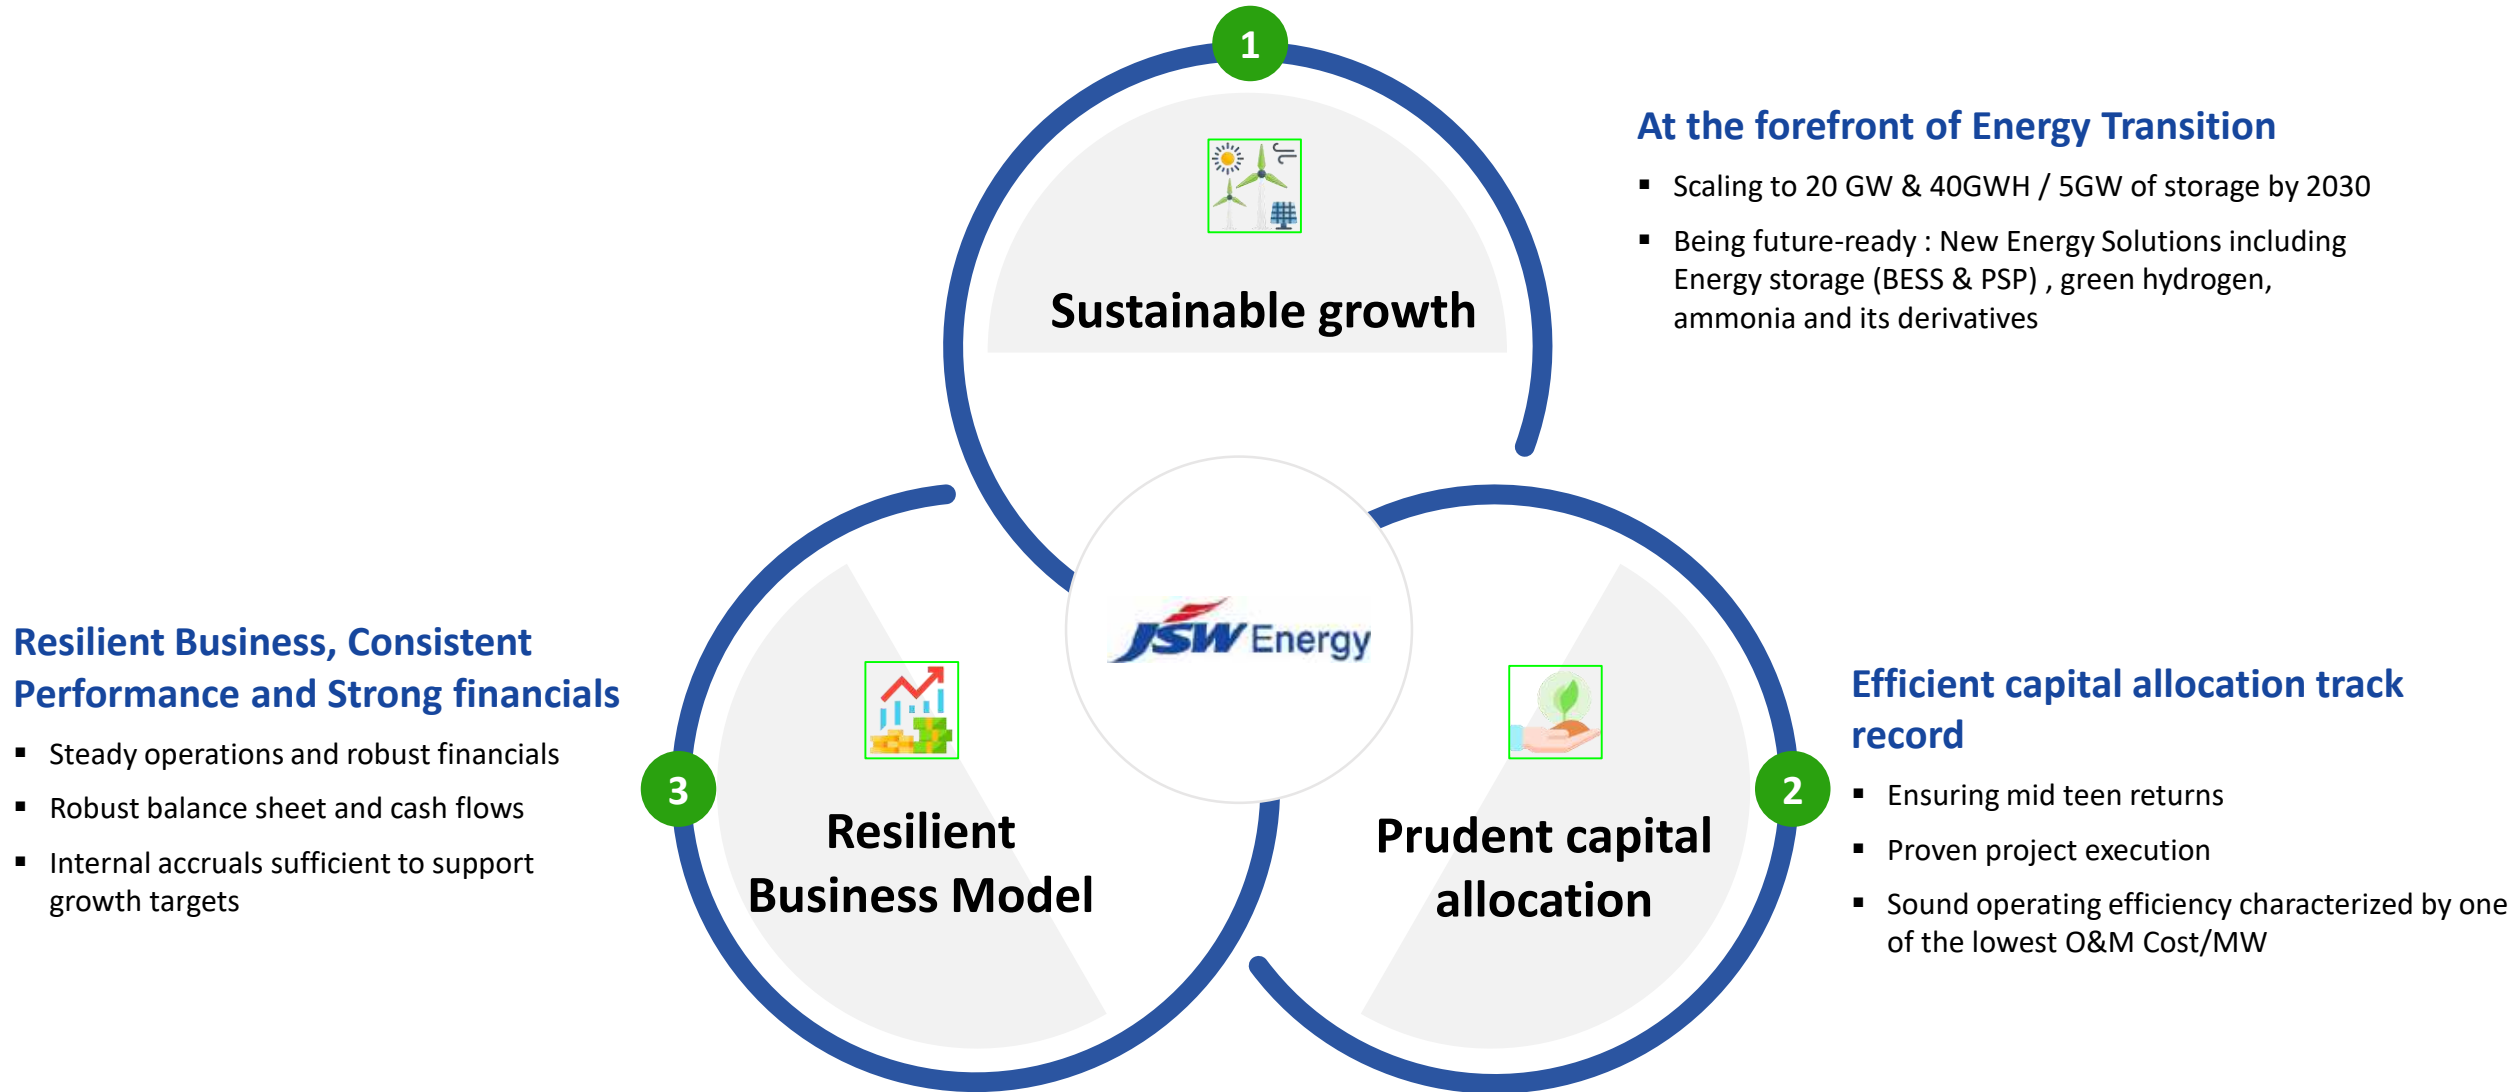 1
Sustainable growth
At the forefront of Energy Transition
▪ Scaling to 20 GW & 40GWH / 5GW of storage by 2030
▪ Being future-ready : New Energy Solutions including
Energy storage (BESS & PSP) , green hydrogen,
ammonia and its derivatives
JSW Energy
2
Prudent capital
allocation
Efficient capital allocation track
record
▪ Ensuring mid teen returns
▪ Proven project execution
▪ Sound operating efficiency characterized by one
of the lowest O&M Cost/MW
3
Resilient
Business Model
Resilient Business, Consistent
Performance and Strong financials
▪ Steady operations and robust financials
▪ Robust balance sheet and cash flows
▪ Internal accruals sufficient to support
growth targets